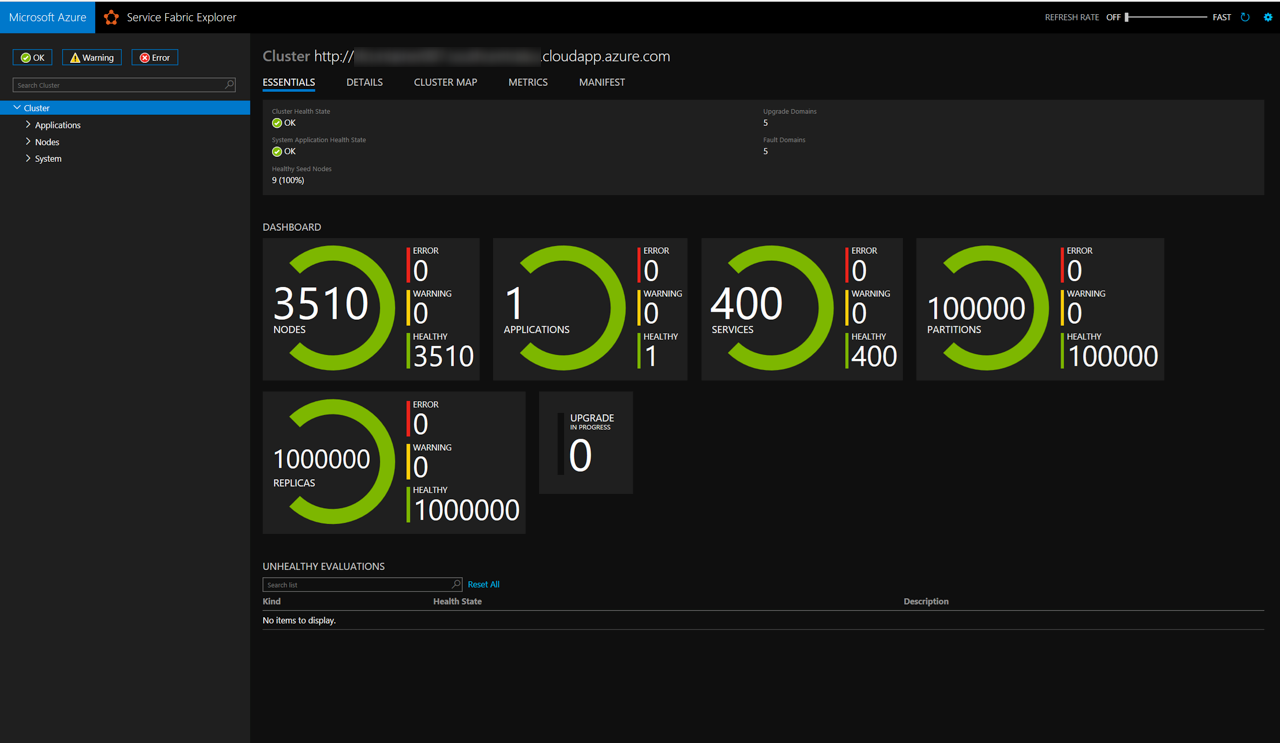 Microsoft Azure
Service Fabric Explorer
REFRESH RATE OFF FAST
OK Warning Error
Search Cluster
Cluster
Applications
Nodes
System
Cluster http:// .cloudapp.azure.com
ESSENTIALS DETAILS CLUSTER MAP METRICS MANIFEST
Cluster Health State
OK
System Application Health State
OK
Healthy Seed Nodes
9 (100%)
Upgrade Domains
5
Fault Domains
5
DASHBOARD
3510
NODES
ERROR
0
WARNING
0
HEALTHY
3510
1
APPLICATIONS
ERROR
0
WARNING
0
HEALTHY
1
400
SERVICES
ERROR
0
WARNING
0
HEALTHY
400
100000
PARTITIONS
ERROR
0
WARNING
0
HEALTHY
100000
1000000
REPLICAS
ERROR
0
WARNING
0
HEALTHY
1000000
UPGRADE
IN PROGRESS
0
UNHEALTHY EVALUATIONS
Search list Reset All
Kind Health State Description
No items to display.